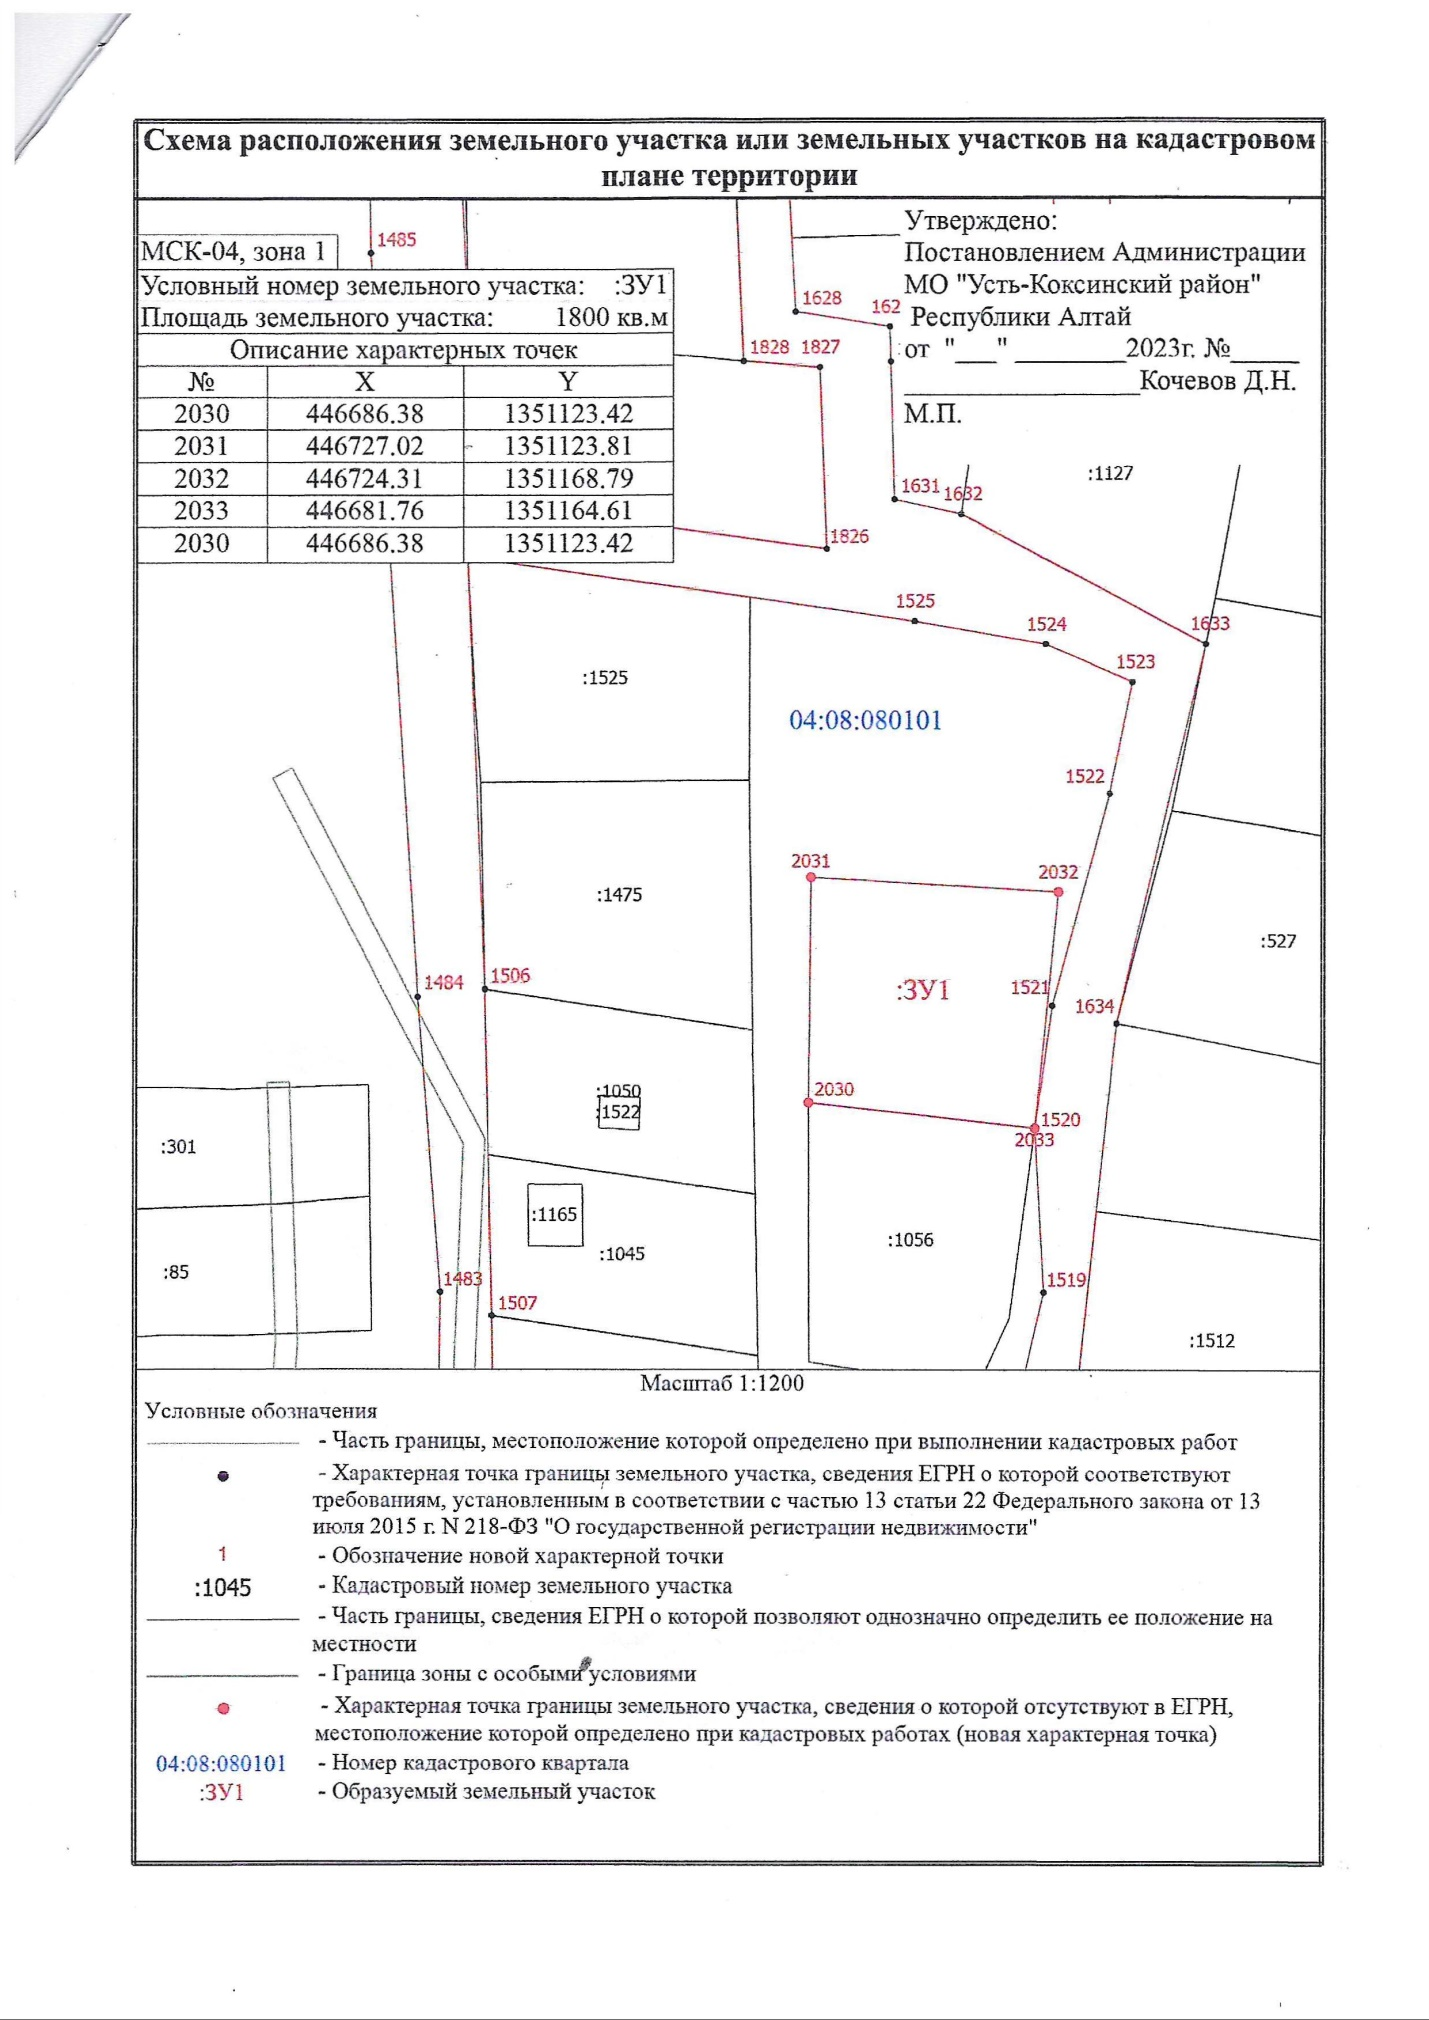 Схема расположения земельного участка или земельных участков на кадастровом
плане территории
МСК-04, зона 1
1485
Условный номер земельного участка: :ЗУ1
Площадь земельного участка: 1800 кв.м
Описание характерных точек
№ X Y
2030 446686.38 1351123.42
2031 446727.02 1351123.81
2032 446724.31 1351168.79
2033 446681.76 1351164.61
2030 446686.38 1351123.42
Утверждено:
Постановлением Администрации
МО "Усть-Коксинский район"
Республики Алтай
от "___" ________2023г. №_____
_________________Кочевов Д.Н.
М.П.
1628
162
1828 1827
1631
1632
:1127
1826
1525
1524
1633
1523
:1525
04:08:080101
1522
2031
2032
:1475
:527
1484
1506
:ЗУ1
1521
1634
:1050
:1522
2030
1520
2033
:301
:1165
:1045
:1056
:85
1483
1507
1519
:1512
Масштаб 1:1200
Условные обозначения
- Часть границы, местоположение которой определено при выполнении кадастровых работ
- Характерная точка границы земельного участка, сведения ЕГРН о которой соответствуют
требованиям, установленным в соответствии с частью 13 статьи 22 Федерального закона от 13
июля 2015 г. N 218-ФЗ "О государственной регистрации недвижимости"
1 - Обозначение новой характерной точки
:1045 - Кадастровый номер земельного участка
- Часть границы, сведения ЕГРН о которой позволяют однозначно определить ее положение на
местности
- Граница зоны с особыми условиями
- Характерная точка границы земельного участка, сведения о которой отсутствуют в ЕГРН,
местоположение которой определено при кадастровых работах (новая характерная точка)
04:08:080101 - Номер кадастрового квартала
:ЗУ1 - Образуемый земельный участок